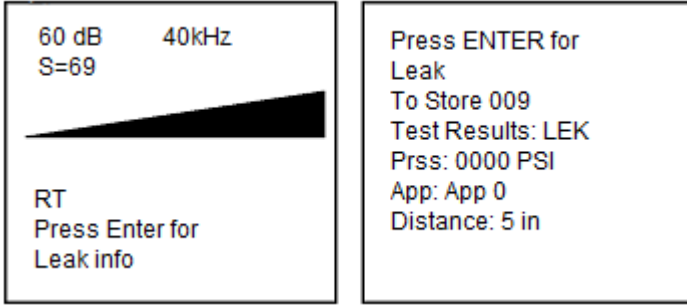 60 dB 40kHz
S=69
RT
Press Enter for
Leak info
Press ENTER for
Leak
To Store 009
Test Results: LEK
Prss: 0000 PSI
App: App 0
Distance: 5 in